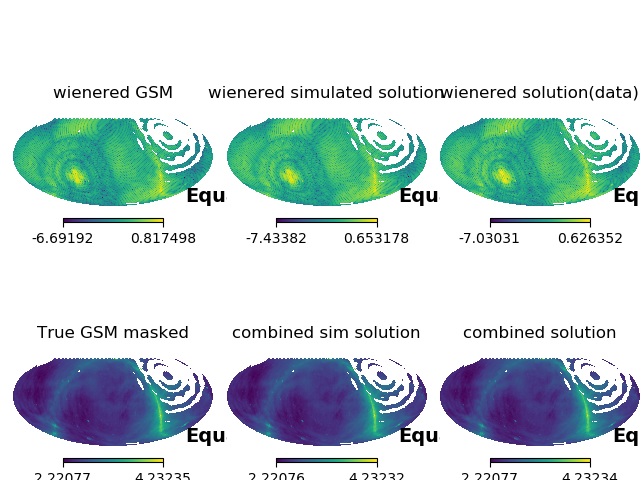 wienered GSM
wienered simulated solution
wienered solution(data)
Equ
Equ
Eq
-6.69192 0.817498
-7.43382 0.653178
-7.03031 0.626352
True GSM masked
combined sim solution
combined solution
Equ
Equ
Eq
2.22077 4.23235
2.22076 4.23232
2.22077 4.23234